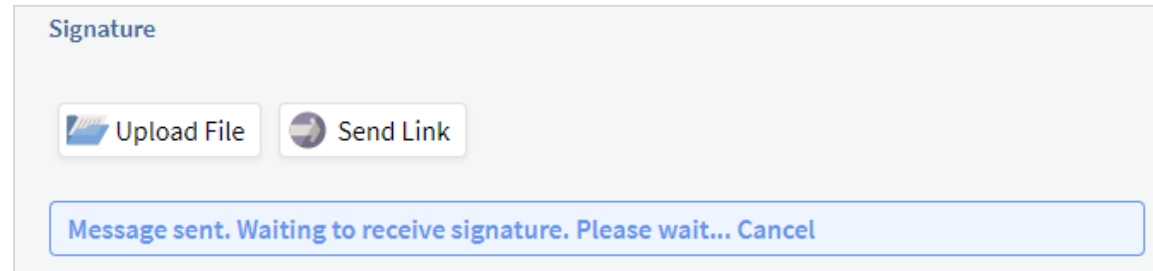 Signature
Upload File Send Link
Message sent. Waiting to receive signature. Please wait... Cancel